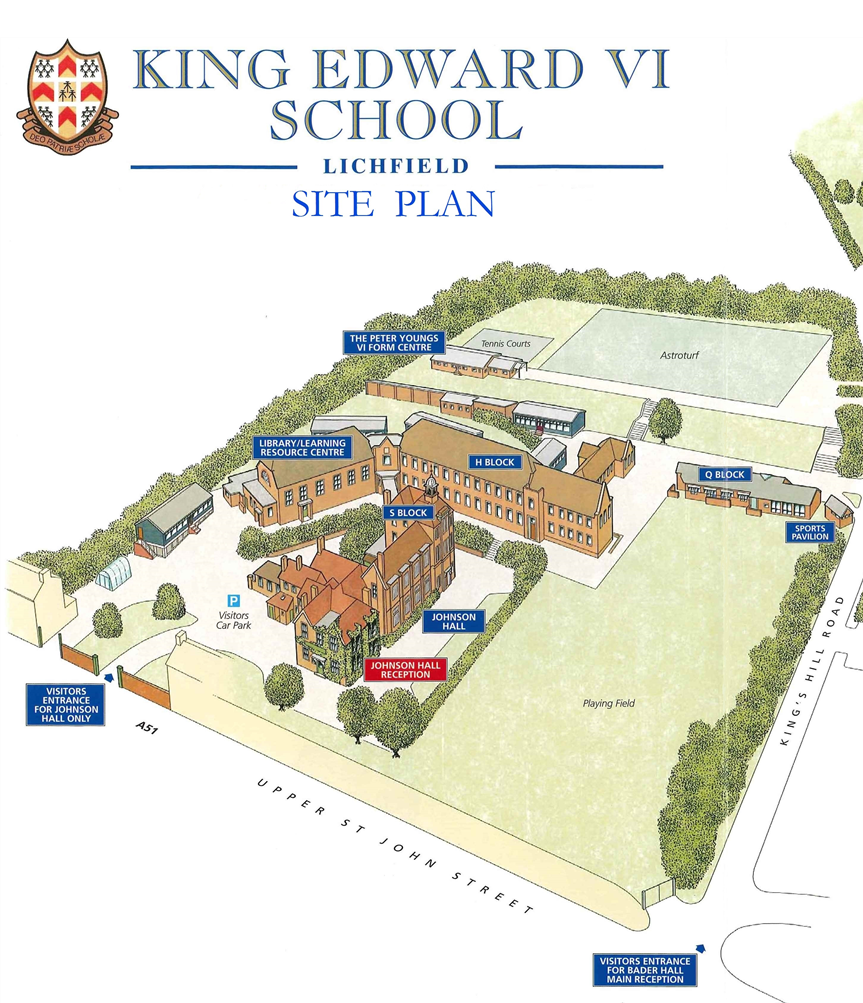 KING EDWARD VI
SCHOOL
LICHFIELD
SITE PLAN
DEO PATRIÆ SCHOLÆ
THE PETER YOUNGS
VI FORM CENTRE
Tennis Courts
Astroturf
LIBRARY/LEARNING
RESOURCE CENTRE
H BLOCK
Q BLOCK
S BLOCK
SPORTS
PAVILION
P
Visitors
Car Park
JOHNSON
HALL
JOHNSON HALL
RECEPTION
VISITORS
ENTRANCE
FOR JOHNSON
HALL ONLY
A51
Playing Field
KING'S HILL ROAD
UPPER ST JOHN STREET
VISITORS ENTRANCE
FOR BADER HALL
MAIN RECEPTION